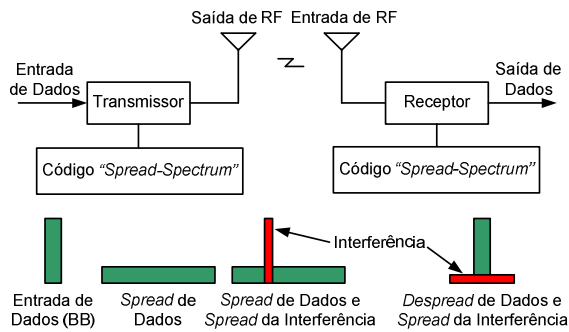 Saída de RF
Entrada de RF
Entrada
de Dados
Transmissor
Receptor
Saída de
Dados
Código “Spread-Spectrum”
Código “Spread-Spectrum”
Interferência
Entrada de
Dados (BB)
Spread de
Dados
Spread de Dados e
Spread da Interferência
Despread de Dados e
Spread da Interferência